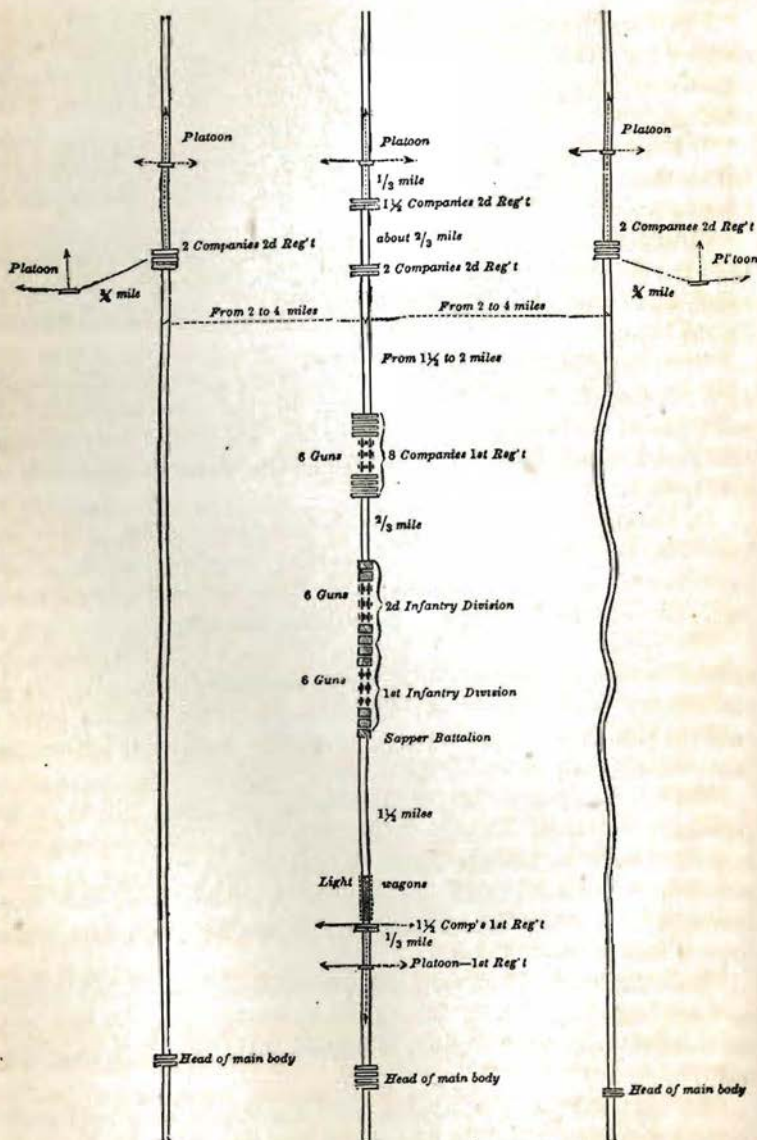 Platoon
Platoon
Platoon
1/3 mile
1½ Companies 2d Reg't
2 Companies 2d Reg't
about 2/3 mile
2 Companies 2d Reg't
Platoon
2 Companies 2d Reg't
Pl'toon
¾ mile
¾ mile
From 2 to 4 miles
From 2 to 4 miles
From 1½ to 2 miles
6 Guns
8 Companies 1st Reg't
2/3 mile
6 Guns
2d Infantry Division
6 Guns
1st Infantry Division
Sapper Battalion
1½ miles
Light wagons
1½ Comp's 1st Reg't
1/3 mile
Platoon—1st Reg't
Head of main body
Head of main body
Head of main body